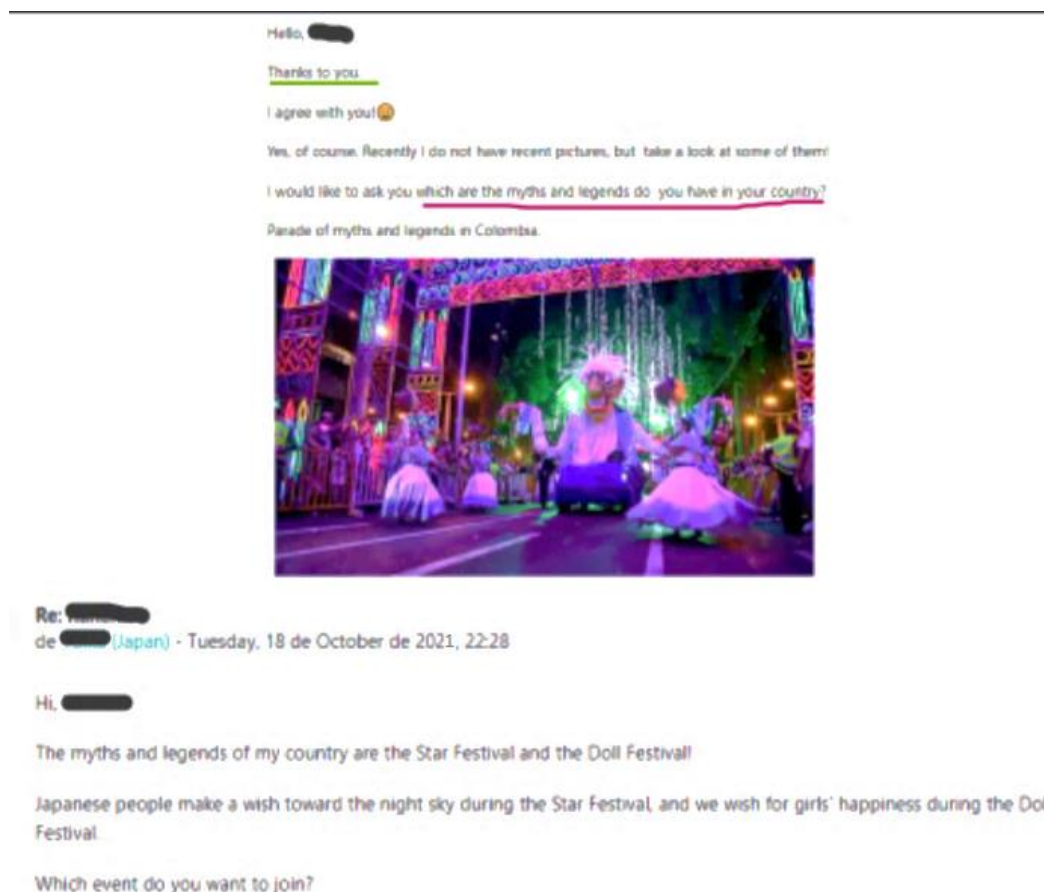 Hello,
Thanks to you.
I agree with you!
Yes, of course. Recently I do not have recent pictures, but take a look at some of them!
I would like to ask you which are the myths and legends do you have in your country?
Parade of myths and legends in Colombia.
Re:
de (Japan) - Tuesday, 18 de October de 2021, 22:28
Hi,
The myths and legends of my country are the Star Festival and the Doll Festival!
Japanese people make a wish toward the night sky during the Star Festival, and we wish for girls' happiness during the Dol
Festival.
Which event do you want to join?